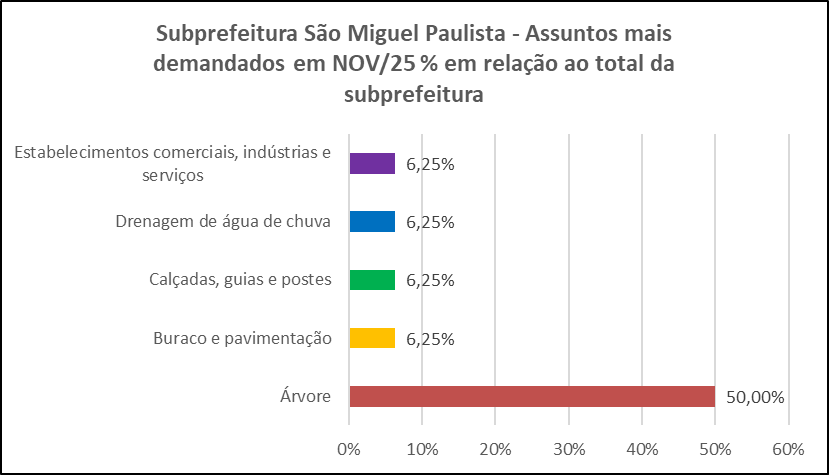 Subprefeitura São Miguel Paulista - Assuntos mais
demandados em NOV/25 % em relação ao total da
subprefeitura
Estabelecimentos comerciais, indústrias e
serviços
6,25%
Drenagem de água de chuva
6,25%
Calçadas, guias e postes
6,25%
Buraco e pavimentação
6,25%
Árvore
50,00%
0% 10% 20% 30% 40% 50% 60%